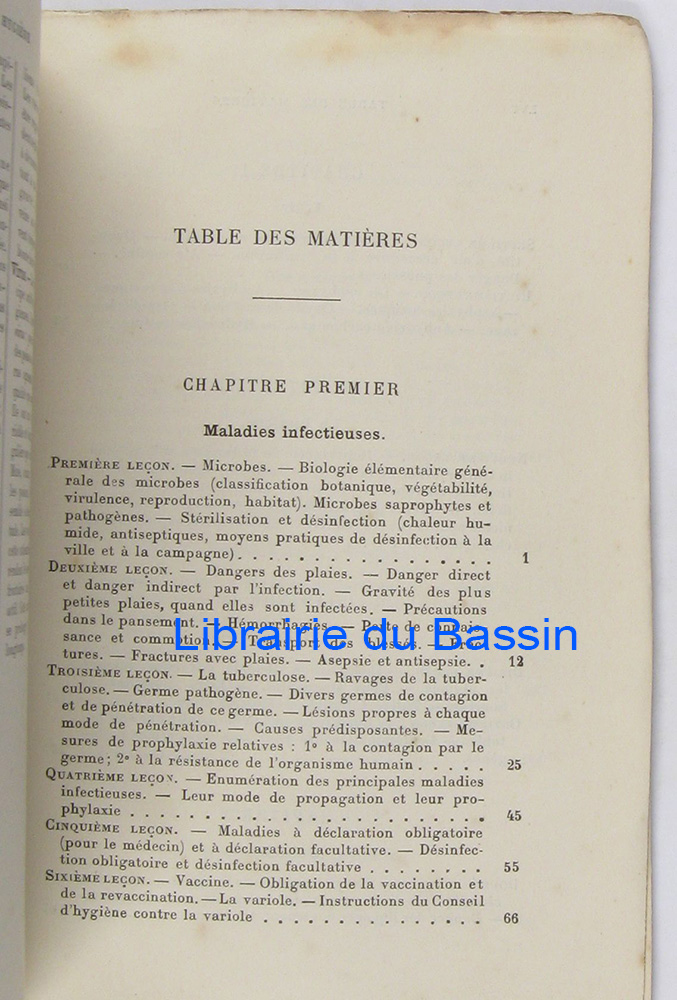 TABLE DES MATIÈRES
CHAPITRE PREMIER
Maladies infectieuses.
PREMIÈRE LEÇON. — Microbes. — Biologie élémentaire géné-
rale des microbes (classification botanique, végétabilité,
virulence, reproduction, habitat). Microbes saprophytes et
pathogènes. — Stérilisation et désinfection (chaleur hu-
mide, antiseptiques, moyens pratiques de désinfection à la
ville et à la campagne). . . . . . . . . . . . . . . . . 1
DEUXIÈME LEÇON. — Dangers des plaies. — Danger direct
et danger indirect par l'infection. — Gravité des plus
petites plaies, quand elles sont infectées. — Précautions
dans le pansement. — Hémorrhagies. — Perte de connais-
sance et commotion. — Transport des blessés. — Frac-
tures. — Fractures avec plaies. — Asepsie et antisepsie. . 12
Librairie du Bassin
TROISIÈME LEÇON. — La tuberculose. — Ravages de la tuber-
culose. — Germe pathogène. — Divers germes de contagion
et de pénétration de ce germe. — Lésions propres à chaque
mode de pénétration. — Causes prédisposantes. — Me-
sures de prophylaxie relatives : 1° à la contagion par le
germe; 2° à la résistance de l'organisme humain . . . . . 25
QUATRIÈME LEÇON. — Enumération des principales maladies
infectieuses. — Leur mode de propagation et leur pro-
phylaxie . . . . . . . . . . . . . . . . . . . . . . . . 45
CINQUIÈME LEÇON. — Maladies à déclaration obligatoire
(pour le médecin) et à déclaration facultative. — Désinfec-
tion obligatoire et désinfection facultative . . . . . . . . 55
SIXIÈME LEÇON. — Vaccine. — Obligation de la vaccination et
de la revaccination. — La variole. — Instructions du Conseil
d'hygiène contre la variole . . . . . . . . . . . . . . . 66